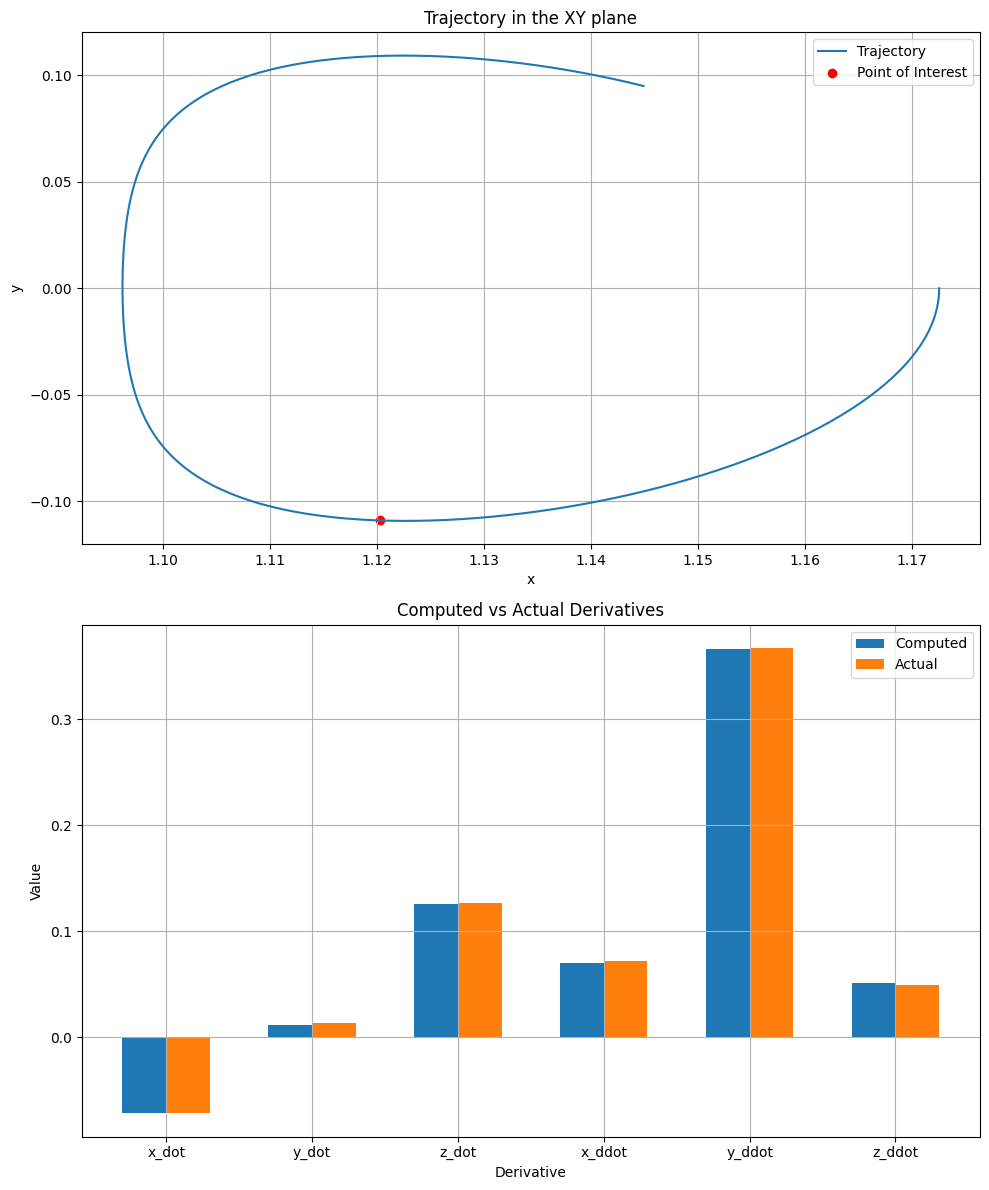 Trajectory in the XY plane
Trajectory
Point of Interest
0.10
0.05
0.00
−0.05
−0.10
y
1.10 1.11 1.12 1.13 1.14 1.15 1.16 1.17
x
Computed vs Actual Derivatives
Computed
Actual
0.3
0.2
0.1
0.0
Value
x_dot y_dot z_dot x_ddot y_ddot z_ddot
Derivative